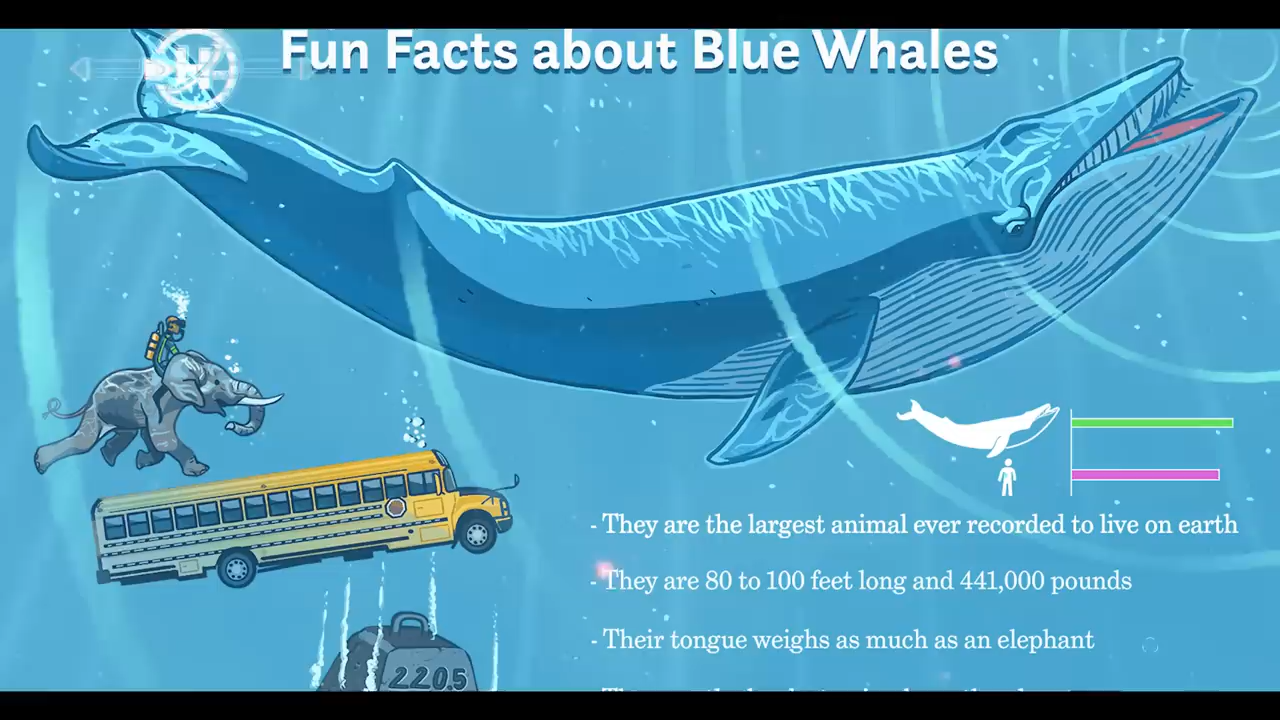 Fun Facts about Blue Whales
- They are the largest animal ever recorded to live on earth
- They are 80 to 100 feet long and 441,000 pounds
- Their tongue weighs as much as an elephant
2205